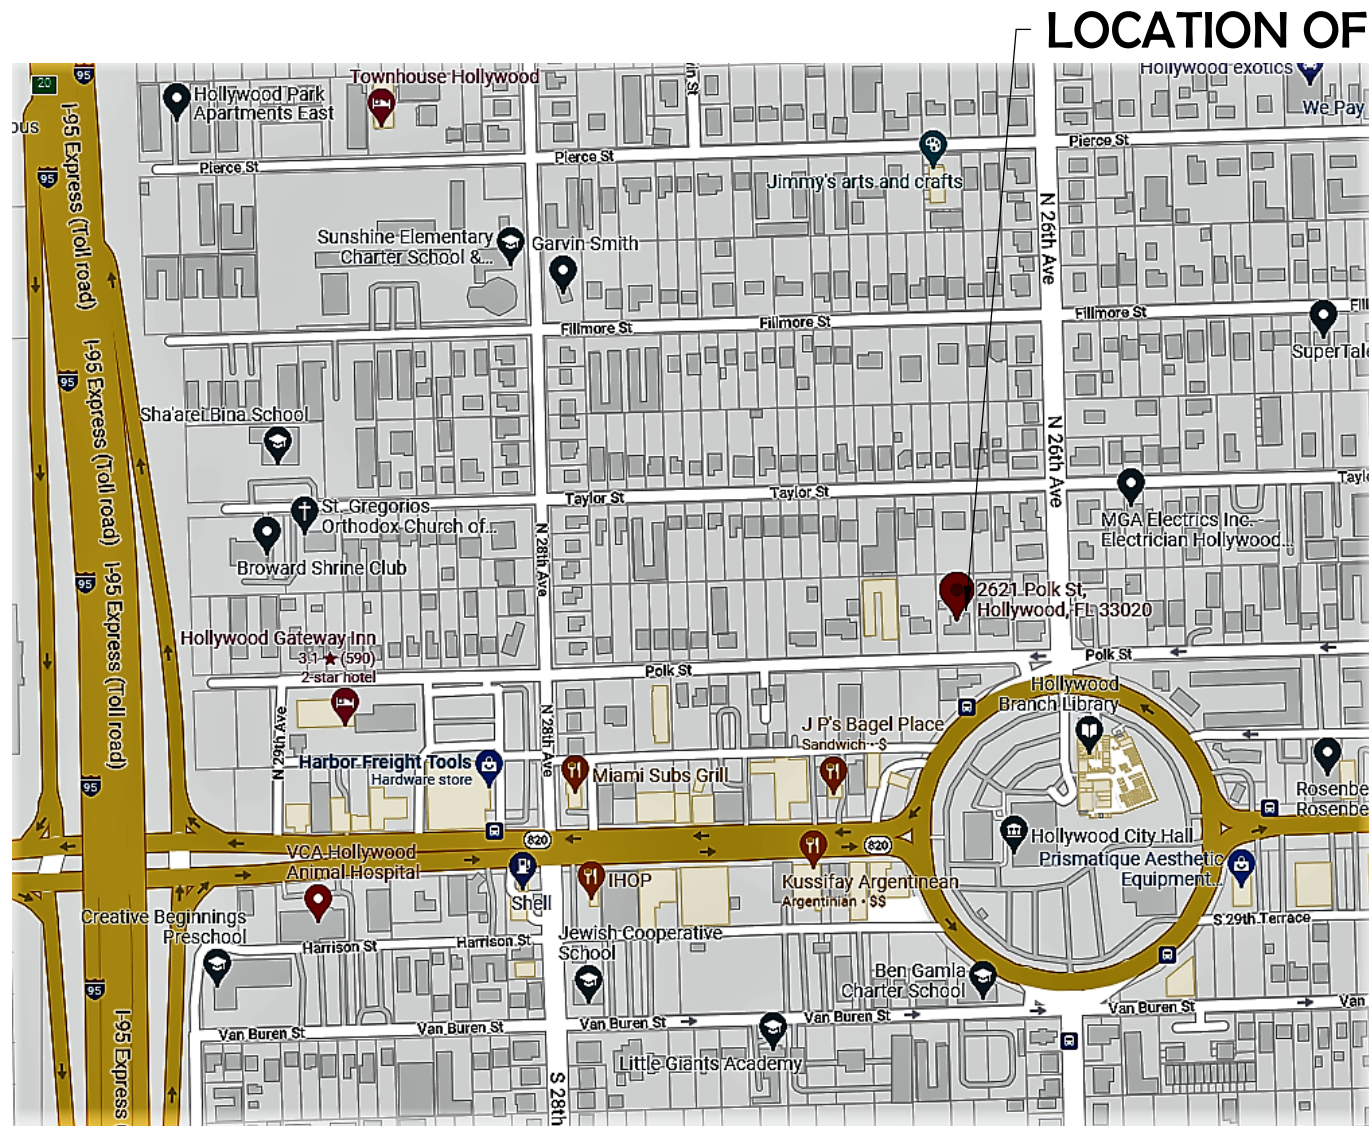 LOCATION OF
20
95
Townhouse Hollywood
Hollywood exotics
We Pay
Hollywood Park
Apartments East
I-95 Express (Toll road)
95
Pierce St
Pierce St
Pierce St
Jimmy's arts and crafts
N 26th Ave
Sunshine Elementary
Charter School &...
Garvin Smith
Fillmore St
Fillmore St
Fillmore St
SuperTale
I-95 Express (Toll road)
95
Sha'arei Bina School
N 26th Ave
Taylor St
Taylor St
St. Gregorios
Orthodox Church of...
MGA Electrics Inc. -
Electrician Hollywood...
N 28th Ave
Broward Shrine Club
95
I-95 Express (Toll road)
2621 Polk St,
Hollywood, FL 33020
Hollywood Gateway Inn
3.1 ★ (590)
2-star hotel
Polk St
Polk St
Hollywood
Branch Library
N 29th Ave
N 28th Ave
J P's Bagel Place
Sandwich · $
Harbor Freight Tools
Hardware store
Miami Subs Grill
95
Rosenbe
Rosenbe
820
820
Hollywood City Hall
VCA Hollywood
Animal Hospital
Prismatique Aesthetic
Equipment...
IHOP
Kussifay Argentinean
Argentinian · $$
Shell
Creative Beginnings
Preschool
Harrison St
Harrison St
S 29th Terrace
Jewish Cooperative
School
Ben Gamla
Charter School
95
I-95 Express
Van Buren St
Van Buren St
Van Buren St
Van Buren St
Van Buren St
Van
Little Giants Academy
S 28th